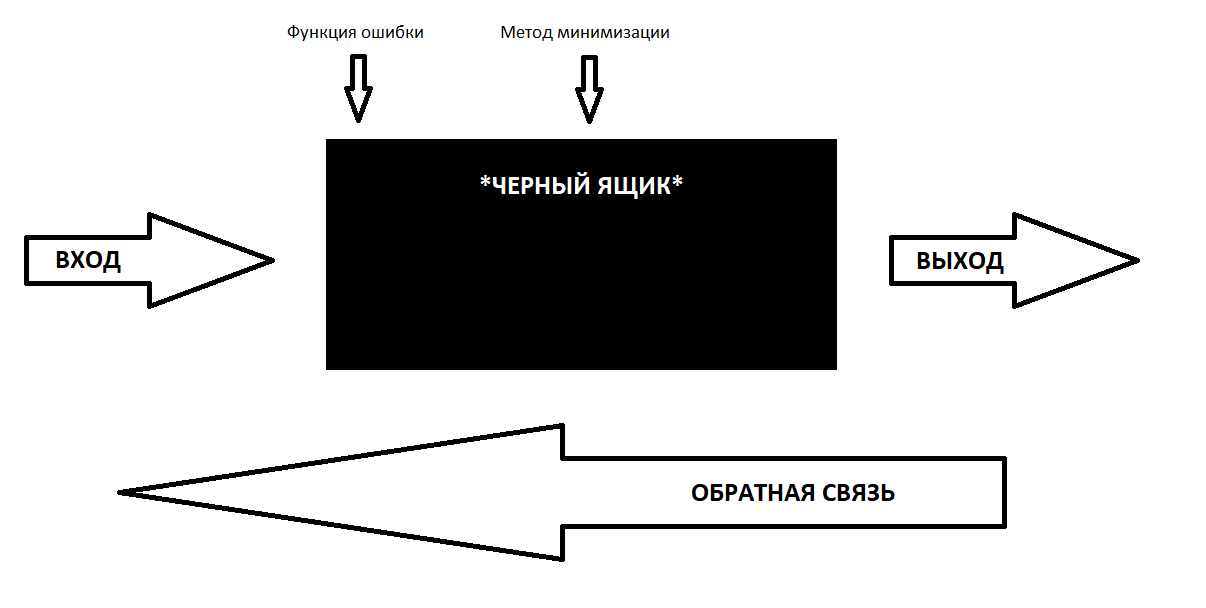 Функция ошибки
Метод минимизации
*ЧЕРНЫЙ ЯЩИК*
ВХОД
ВЫХОД
ОБРАТНАЯ СВЯЗЬ